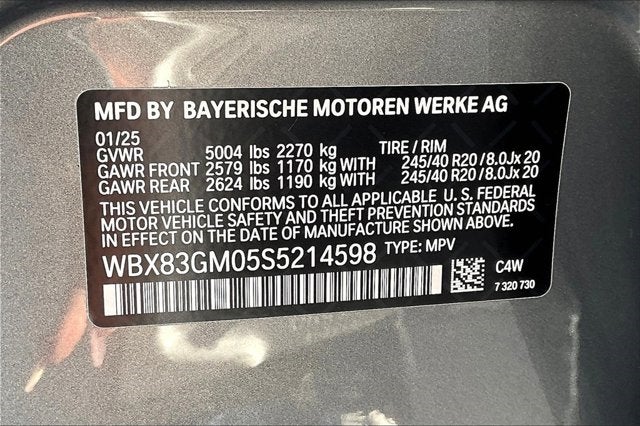 MFD BY BAYERISCHE MOTOREN WERKE AG
01/25
GVWR 5004 lbs 2270 kg TIRE / RIM
GAWR FRONT 2579 lbs 1170 kg WITH 245/40 R20 / 8.0Jx 20
GAWR REAR 2624 lbs 1190 kg WITH 245/40 R20 / 8.0Jx 20
THIS VEHICLE CONFORMS TO ALL APPLICABLE U. S. FEDERAL
MOTOR VEHICLE SAFETY AND THEFT PREVENTION STANDARDS
IN EFFECT ON THE DATE OF MANUFACTURE SHOWN ABOVE.
WBX83GM05S5214598 TYPE: MPV
C4W
7 320 730